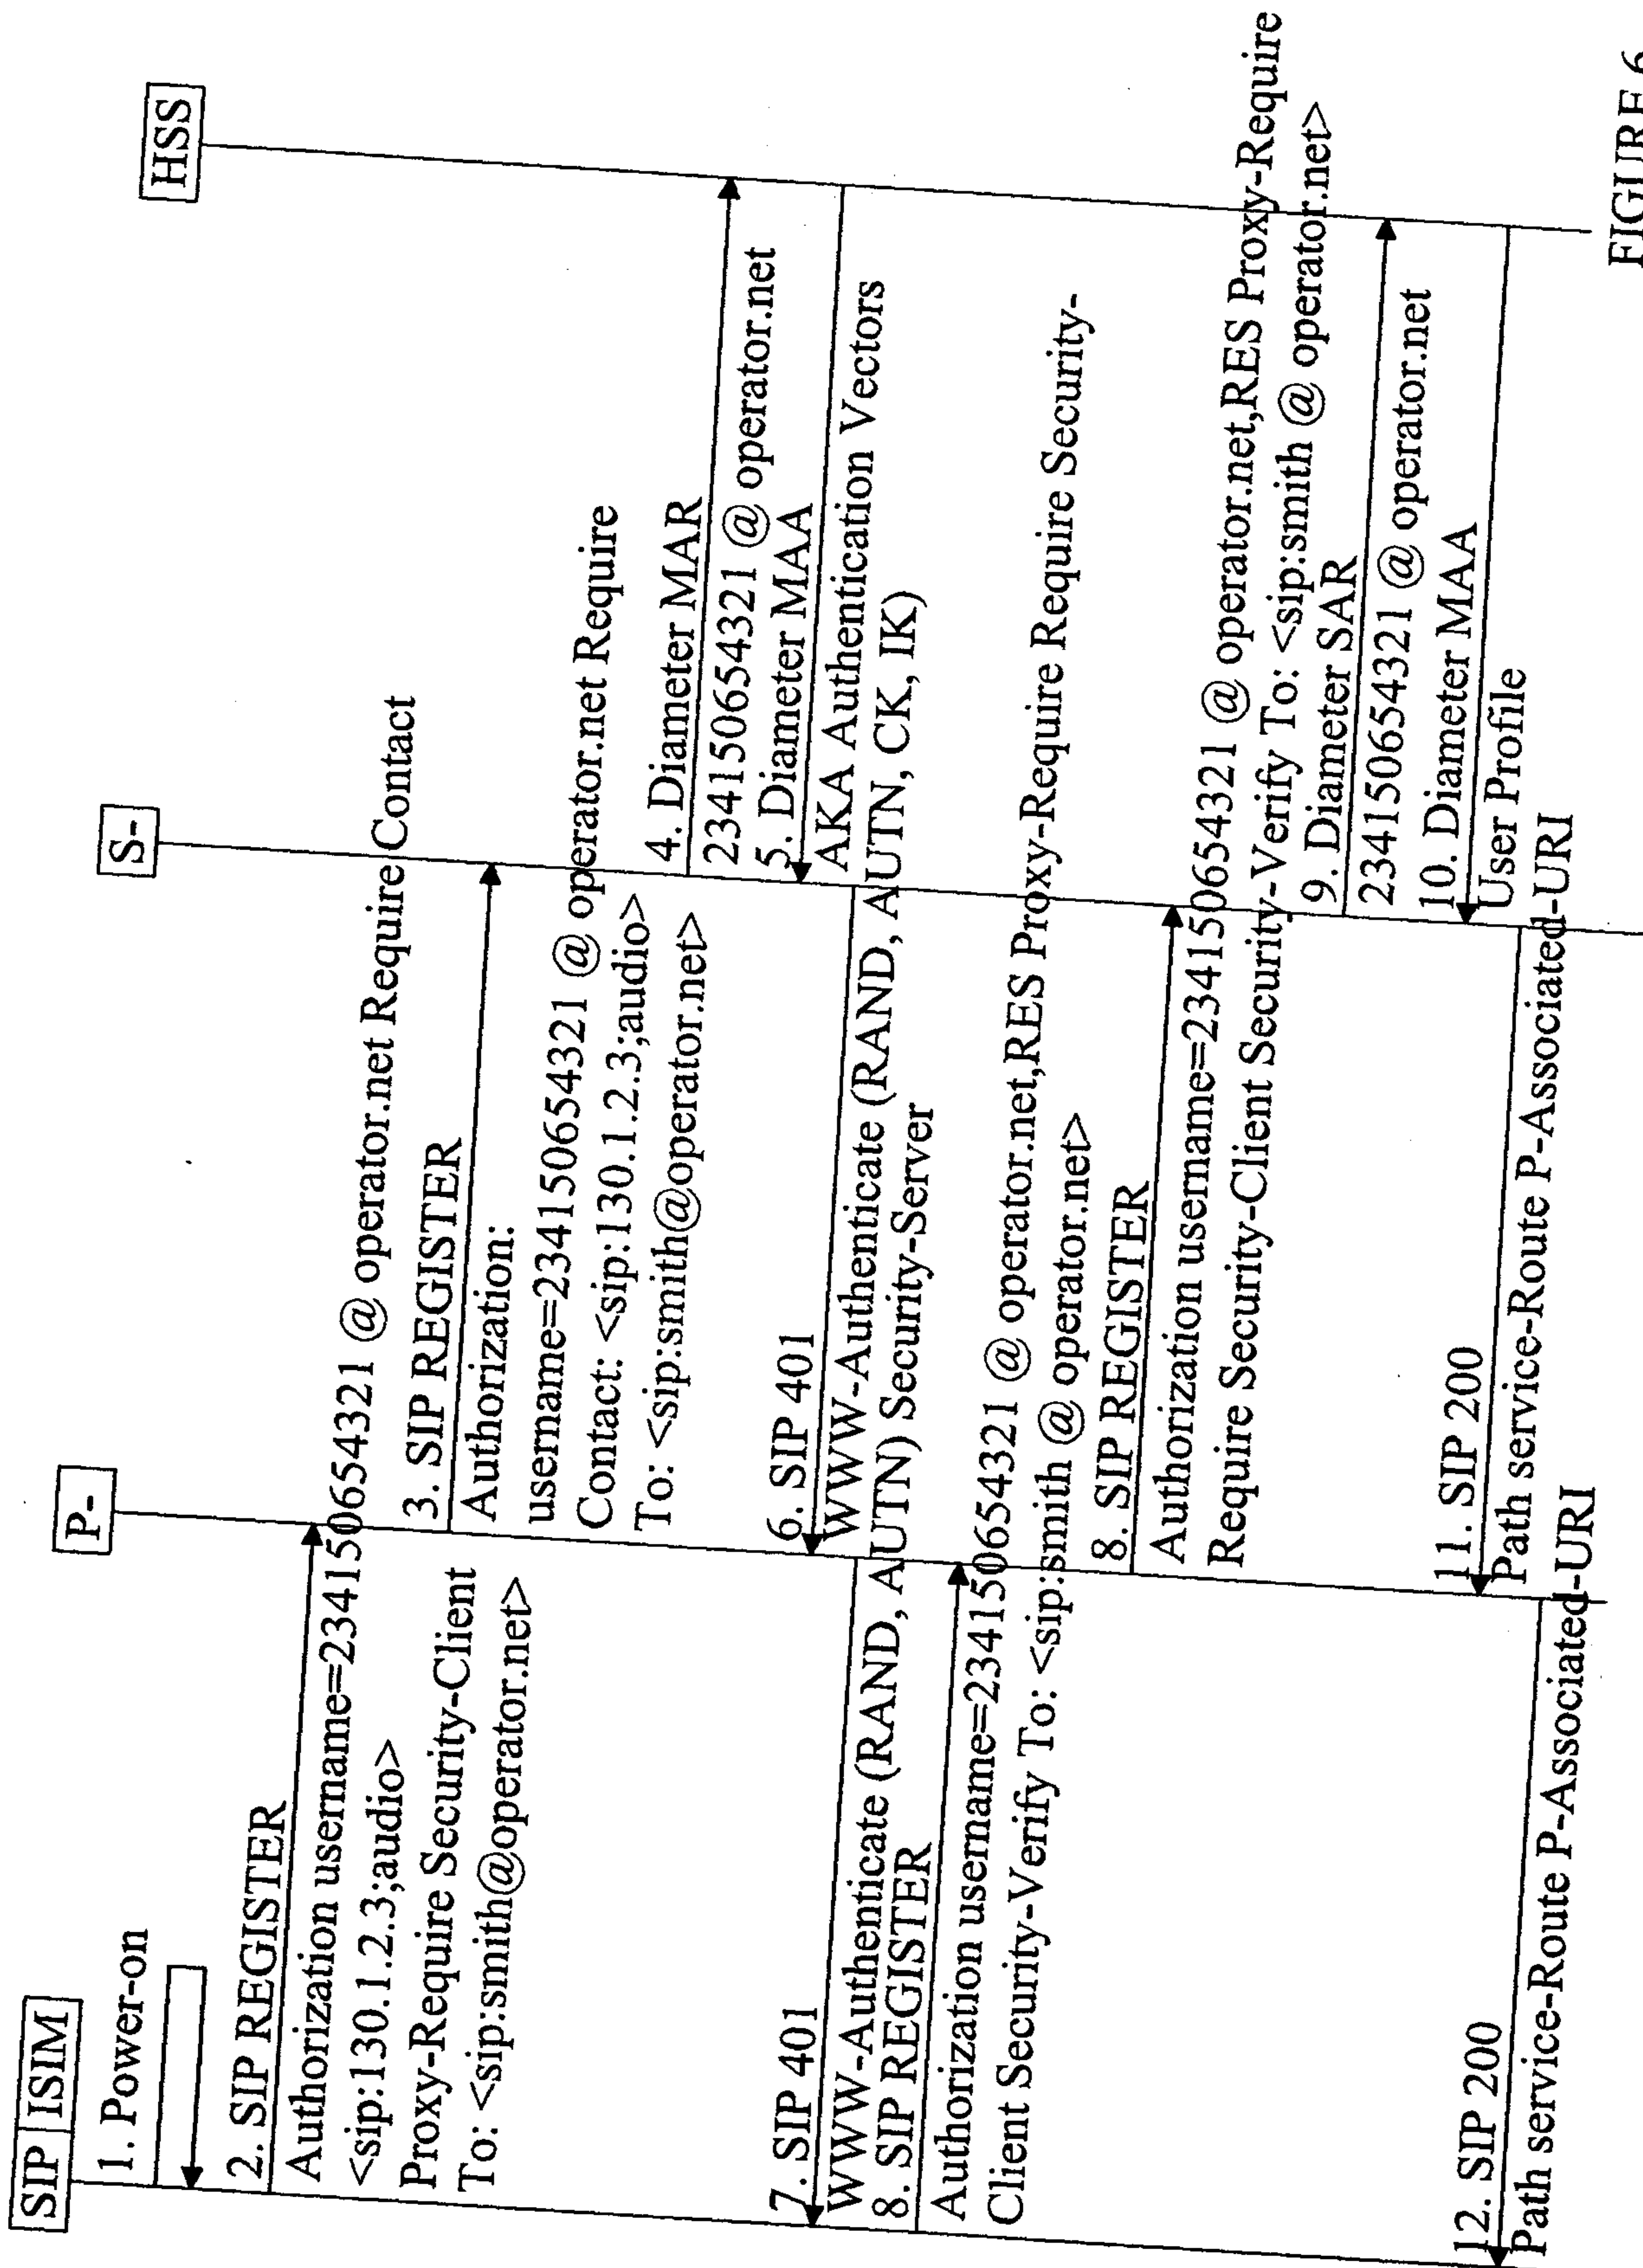 SIP ISIM
P-
S-
HSS
1. Power-on
2. SIP REGISTER
Authorization username=234150654321 @ operator.net Require Contact
<sip:130.1.2.3;audio>
Proxy-Require Security-Client
To: <sip:smith@operator.net>
3. SIP REGISTER
Authorization:
username=234150654321 @ operator.net Require
Contact: <sip:130.1.2.3;audio>
To: <sip:smith@operator.net>
4. Diameter MAR
234150654321 @ operator.net
5. Diameter MAA
AKA Authentication Vectors
6. SIP 401
WWW-Authenticate (RAND, AUTN, CK, IK)
Security-Server
7. SIP 401
WWW-Authenticate (RAND, AUTN) Security-Server
8. SIP REGISTER
Authorization username=234150654321 @ operator.net,RES Proxy-Require Require Security-
Client Security-Verify To: <sip:smith @ operator.net>
8. SIP REGISTER
Authorization username=234150654321 @ operator.net,RES Proxy-Require
Require Security-Client Security-Verify To: <sip:smith @ operator.net>
9. Diameter SAR
234150654321 @ operator.net
10. Diameter MAA
User Profile
11. SIP 200
Path service-Route P-Associated-URI
12. SIP 200
Path service-Route P-Associated-URI
FIGURE 6